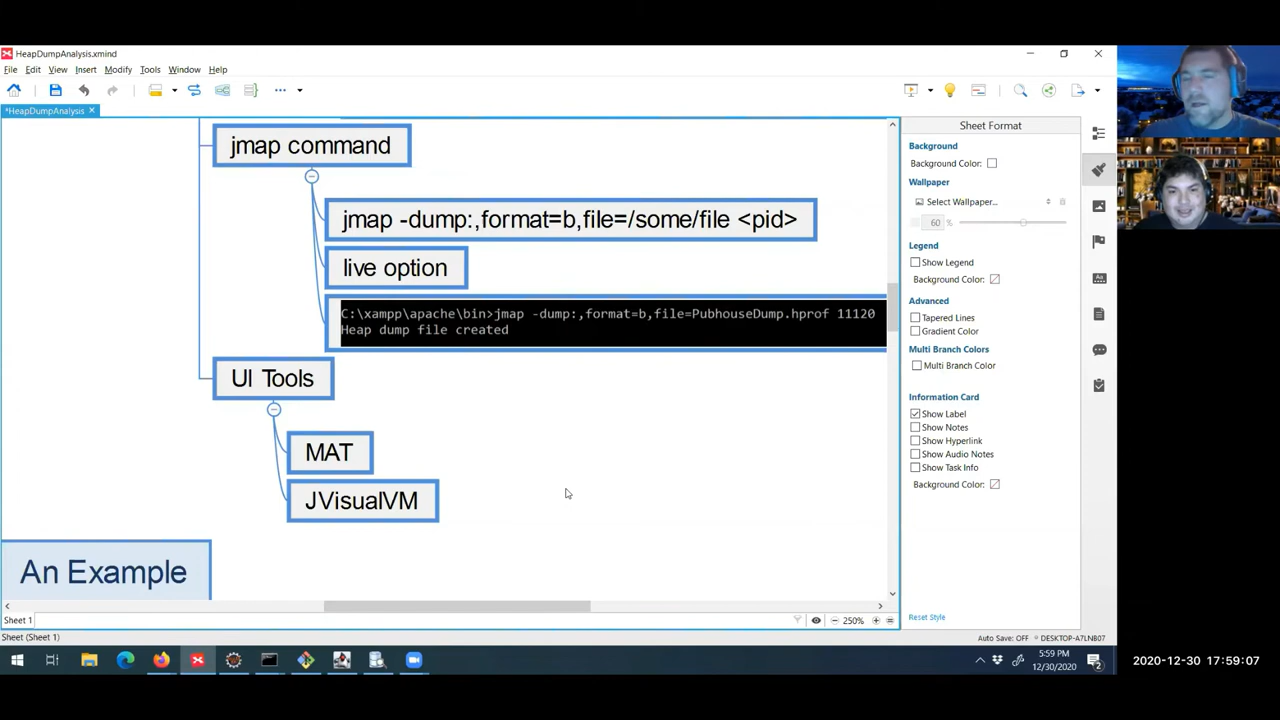 HeapDumpAnalysis.xmind
File Edit View Insert Modify Tools Window Help
*HeapDumpAnalysis
jmap command
jmap -dump:,format=b,file=/some/file <pid>
live option
C:\xampp\apache\bin>jmap -dump:,format=b,file=PubhouseDump.hprof 11120
Heap dump file created
UI Tools
MAT
JVisualVM
An Example
Sheet Format
Background
Background Color:
Wallpaper
Select Wallpaper...
60 %
Legend
Show Legend
Background Color:
Advanced
Tapered Lines
Gradient Color
Multi Branch Colors
Multi Branch Color
Information Card
Show Label
Show Notes
Show Hyperlink
Show Audio Notes
Show Task Info
Background Color:
Reset Style
Sheet 1
250%
Sheet (Sheet 1)
Auto Save: OFF
DESKTOP-A7LNB07
5:59 PM
12/30/2020
2
2020-12-30 17:59:07